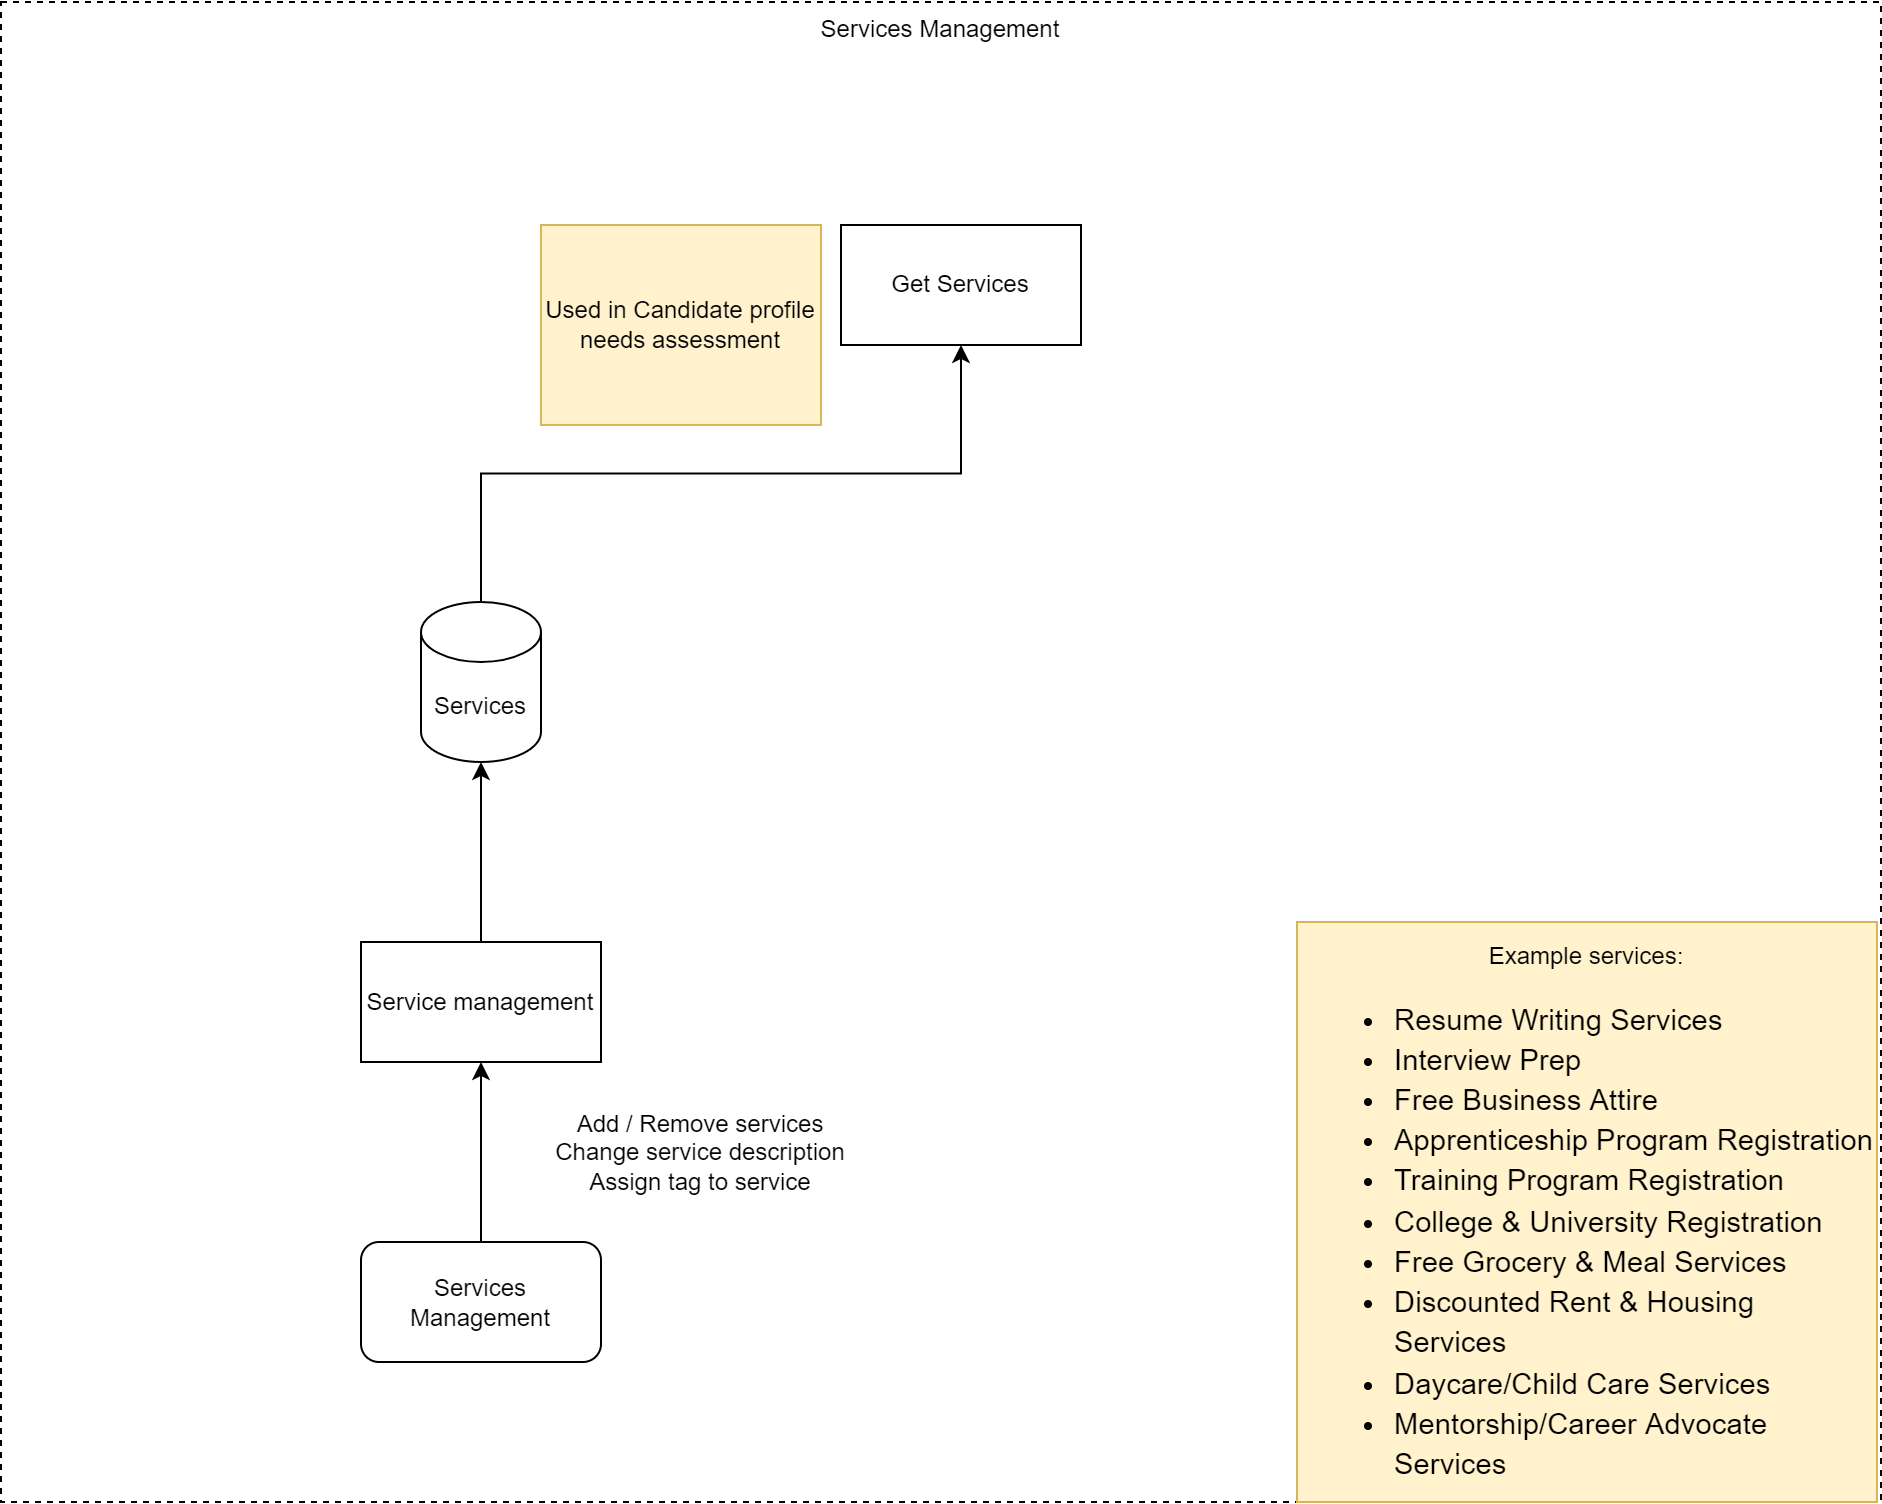 Services Management
Used in Candidate profile
needs assessment
Get Services
Services
Service management
Add / Remove services
Change service description
Assign tag to service
Services
Management
Example services:
• Resume Writing Services
• Interview Prep
• Free Business Attire
• Apprenticeship Program Registration
• Training Program Registration
• College & University Registration
• Free Grocery & Meal Services
• Discounted Rent & Housing
Services
• Daycare/Child Care Services
• Mentorship/Career Advocate
Services